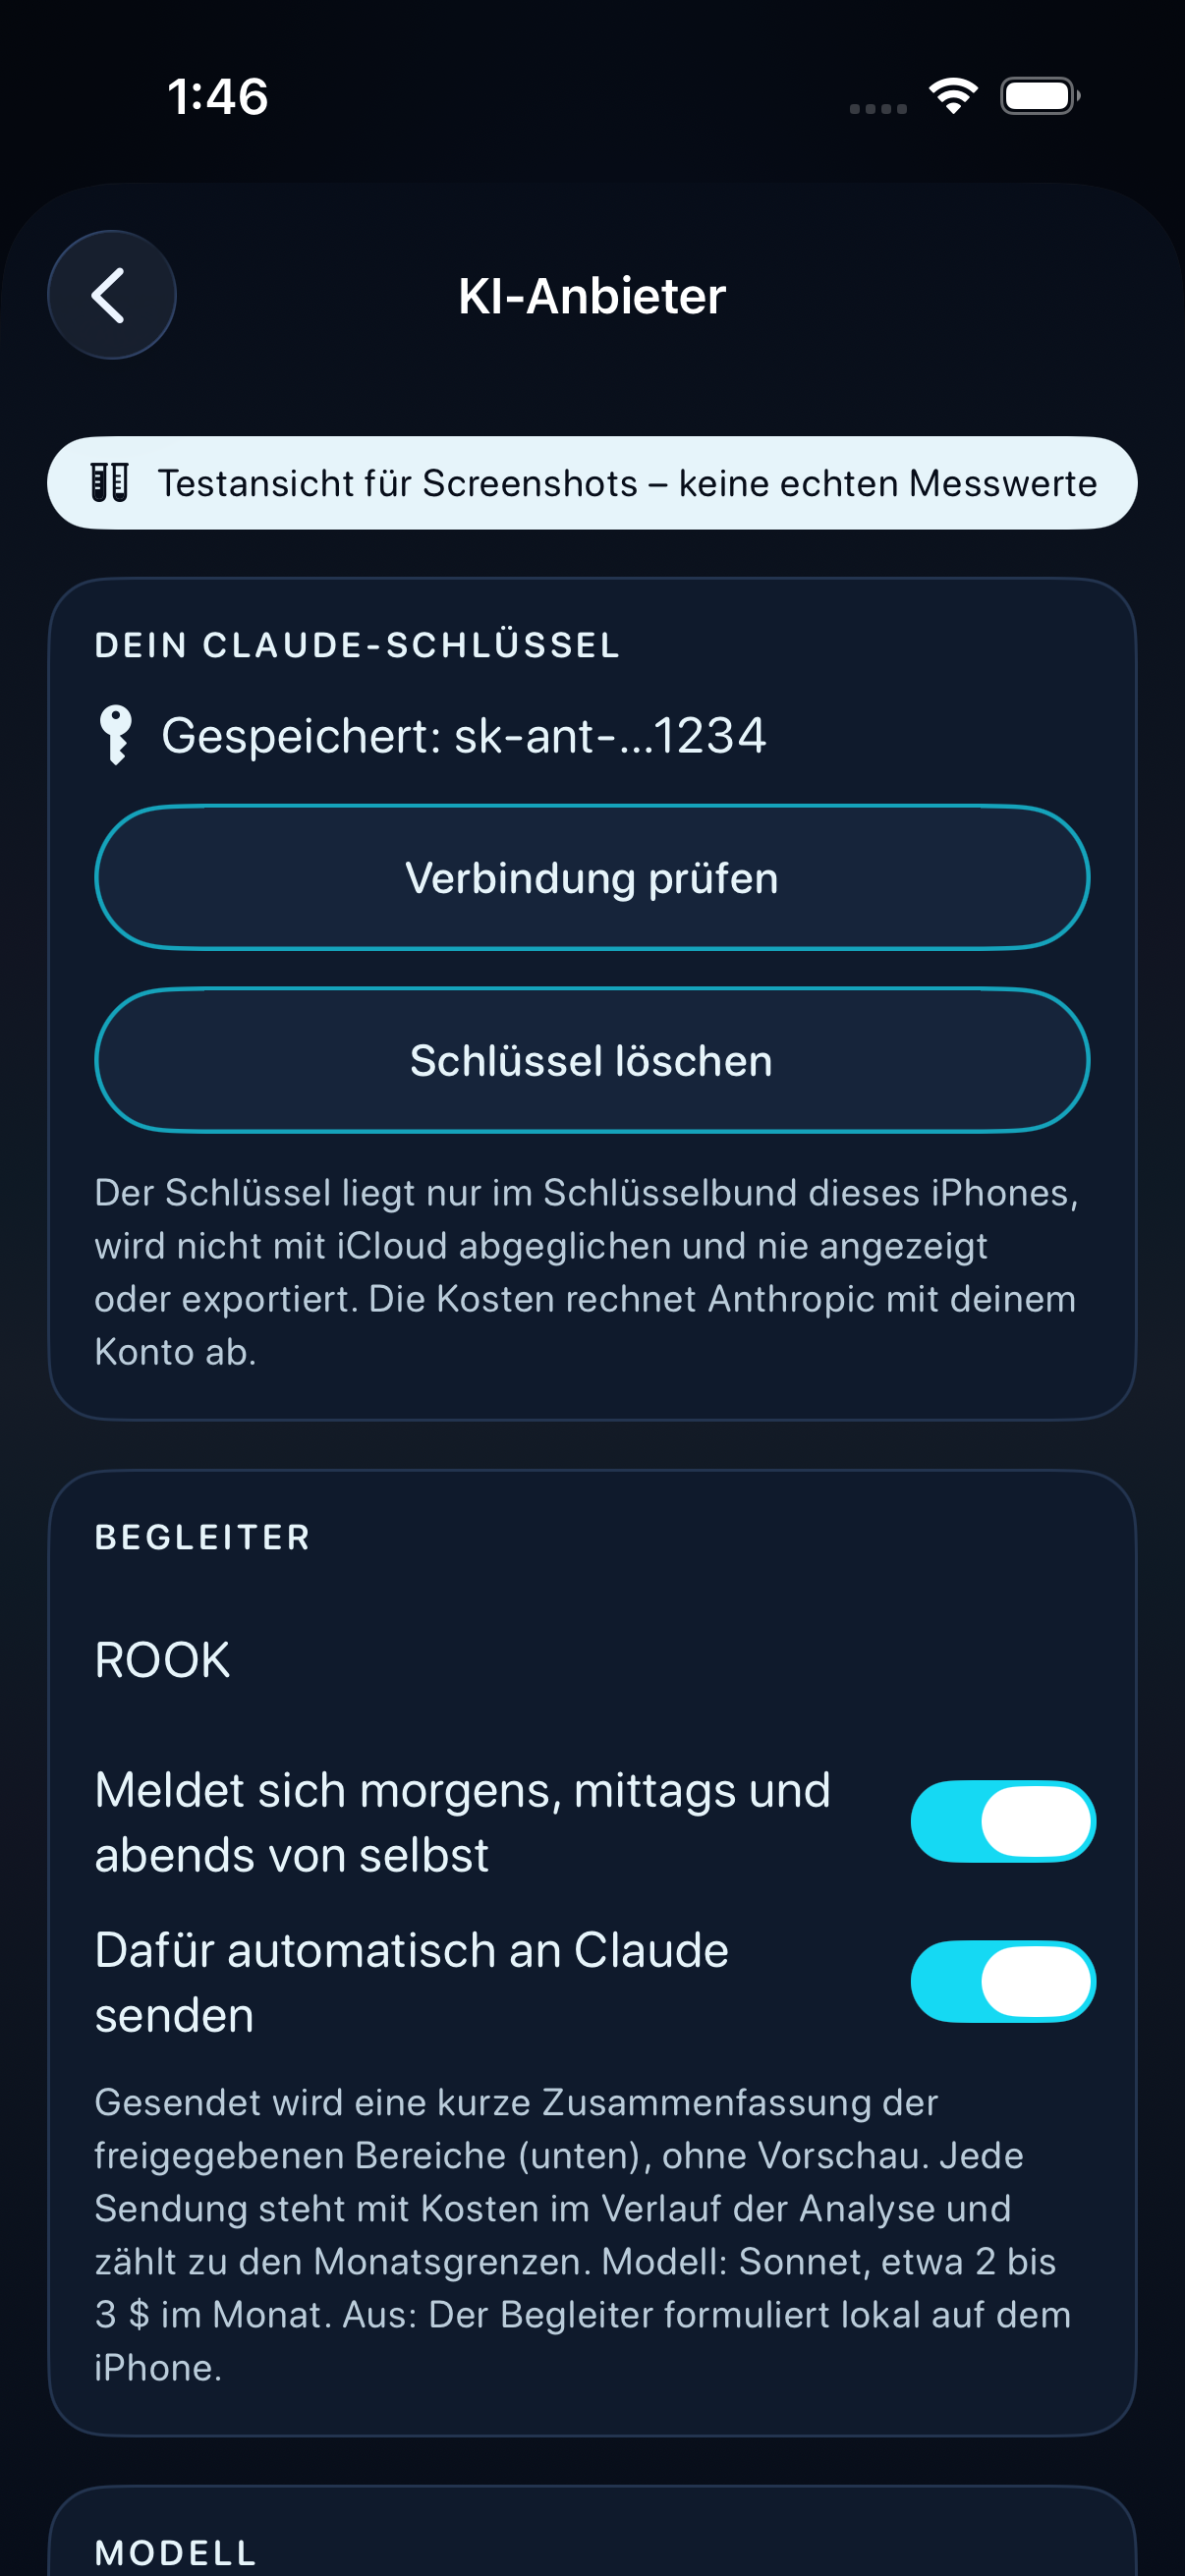 1:46
KI-Anbieter
Testansicht für Screenshots – keine echten Messwerte
DEIN CLAUDE-SCHLÜSSEL
Gespeichert: sk-ant-...1234
Verbindung prüfen
Schlüssel löschen
Der Schlüssel liegt nur im Schlüsselbund dieses iPhones,
wird nicht mit iCloud abgeglichen und nie angezeigt
oder exportiert. Die Kosten rechnet Anthropic mit deinem
Konto ab.
BEGLEITER
ROOK
Meldet sich morgens, mittags und
abends von selbst
Dafür automatisch an Claude
senden
Gesendet wird eine kurze Zusammenfassung der
freigegebenen Bereiche (unten), ohne Vorschau. Jede
Sendung steht mit Kosten im Verlauf der Analyse und
zählt zu den Monatsgrenzen. Modell: Sonnet, etwa 2 bis
3 $ im Monat. Aus: Der Begleiter formuliert lokal auf dem
iPhone.
MODELL